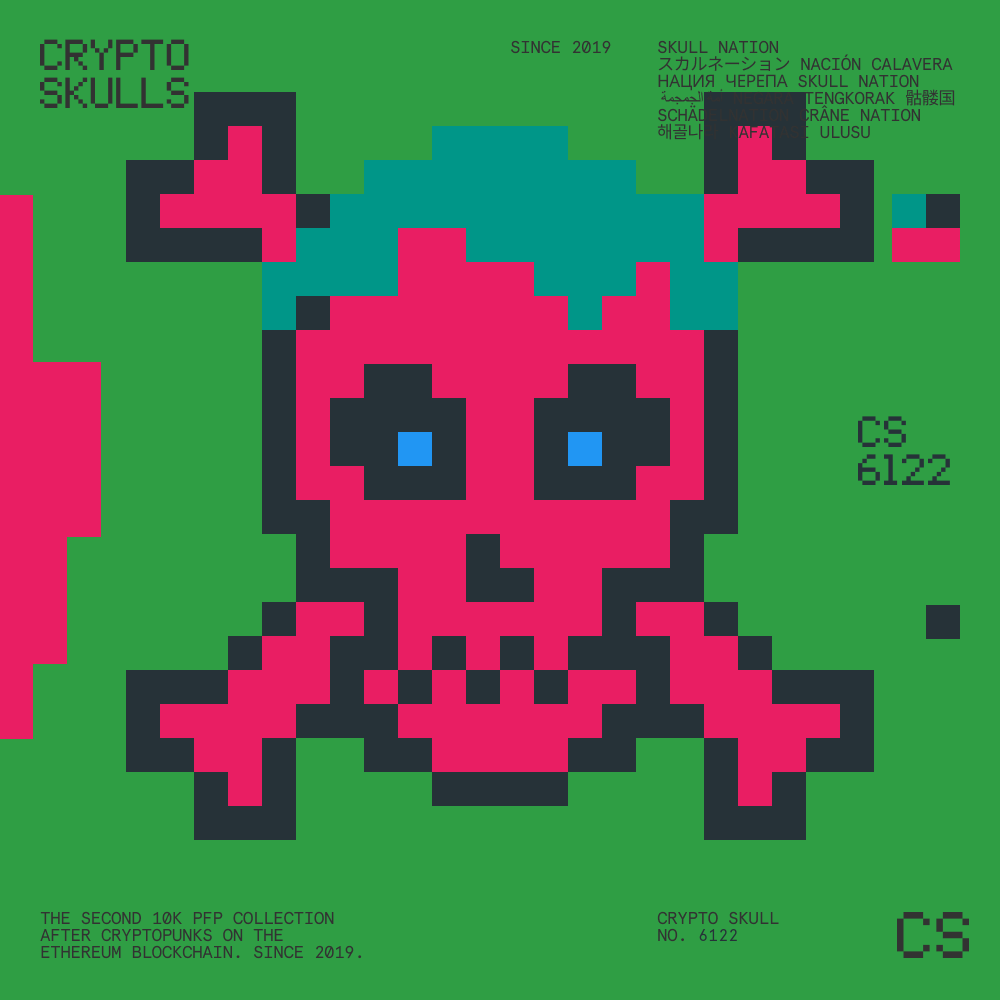 CRYPTO
SKULLS
SINCE 2019
SKULL NATION
スカルネーション NACIÓN CALAVERA
НАЦИЯ ЧЕРЕПА SKULL NATION
الجمجمة TENGKORAK 骷髅国
CRÂNE NATION
해골나 KAFA ULUSU
CS
6122
THE SECOND 10K PFP COLLECTION
AFTER CRYPTOPUNKS ON THE
ETHEREUM BLOCKCHAIN. SINCE 2019.
CRYPTO SKULL
NO. 6122
CS